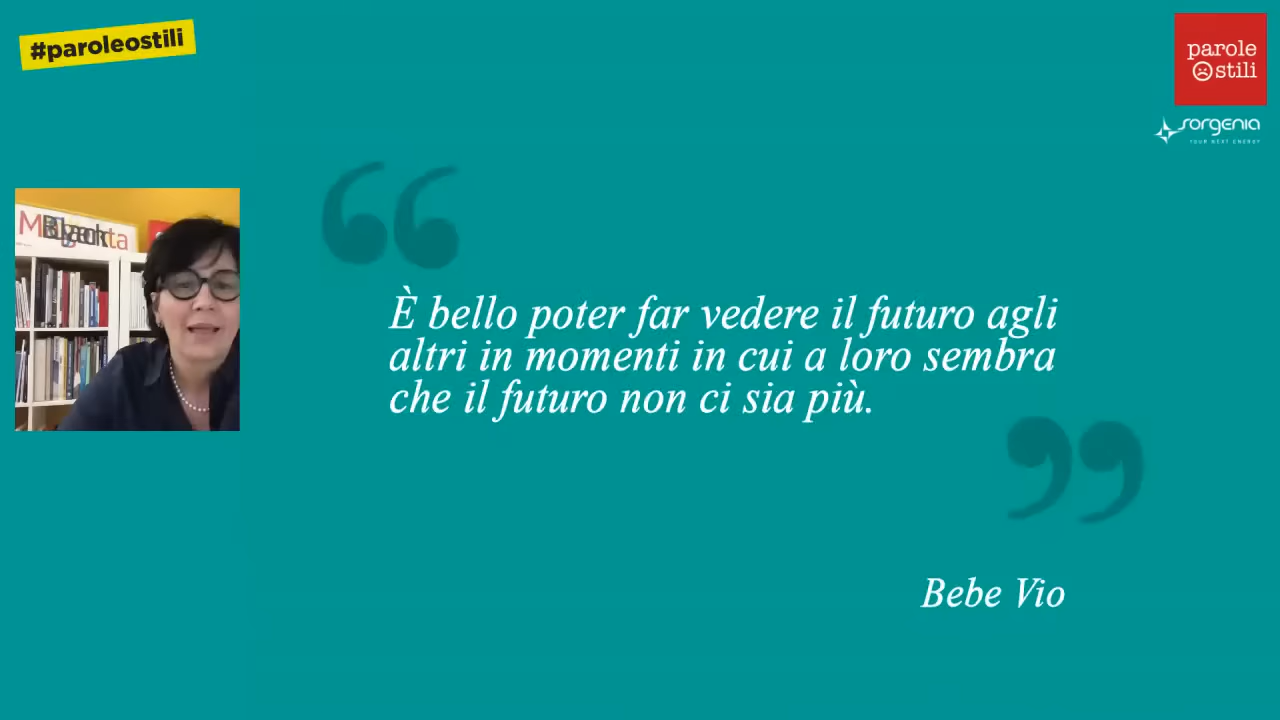 #paroleostili
parole
stili
sorgenia
YOUR NEXT ENERGY
È bello poter far vedere il futuro agli
altri in momenti in cui a loro sembra
che il futuro non ci sia più.
Bebe Vio